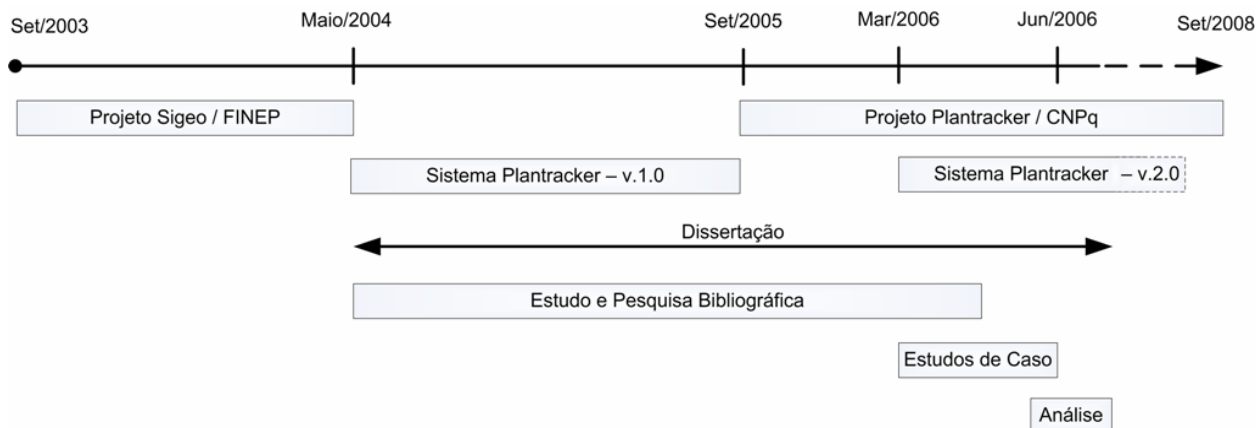 Set/2003
Maio/2004
Set/2005
Mar/2006
Jun/2006
Set/2008
Projeto Sigeo / FINEP
Projeto Plantracker / CNPq
Sistema Plantracker – v.1.0
Sistema Plantracker – v.2.0
Dissertação
Estudo e Pesquisa Bibliográfica
Estudos de Caso
Análise